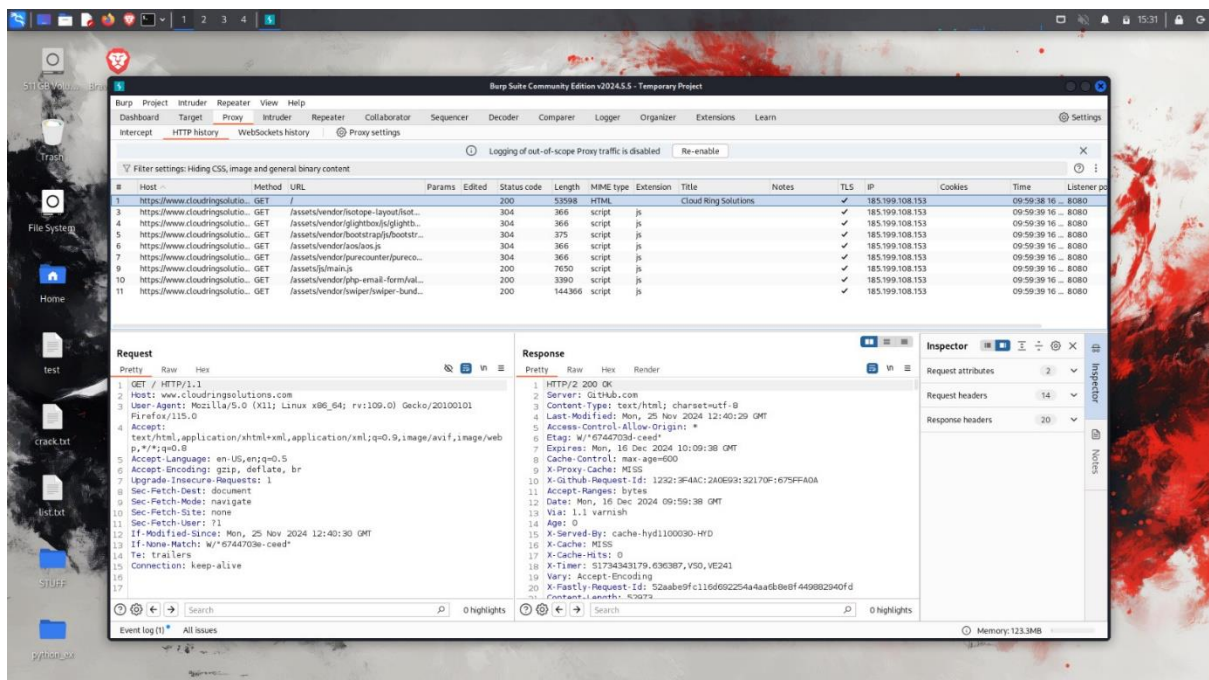 1 2 3 4
15:31
511 GB Volu... Brav
Trash
File System
Home
test
crack.txt
list.txt
STUFF
python_ex
Burp Suite Community Edition v2024.5.5 - Temporary Project
Burp Project Intruder Repeater View Help
Dashboard Target Proxy Intruder Repeater Collaborator Sequencer Decoder Comparer Logger Organizer Extensions Learn Settings
Intercept HTTP history WebSockets history Proxy settings
Logging of out-of-scope Proxy traffic is disabled Re-enable
Filter settings: Hiding CSS, image and general binary content
# Host Method URL Params Edited Status code Length MIME type Extension Title Notes TLS IP Cookies Time Listener po
1 https://www.cloudringsolutio... GET / 200 53598 HTML Cloud Ring Solutions ✓ 185.199.108.153 09:59:38 16 ... 8080
3 https://www.cloudringsolutio... GET /assets/vendor/isotope-layout/isot... 304 366 script js ✓ 185.199.108.153 09:59:39 16 ... 8080
4 https://www.cloudringsolutio... GET /assets/vendor/glightbox/js/glightb... 304 366 script js ✓ 185.199.108.153 09:59:39 16 ... 8080
5 https://www.cloudringsolutio... GET /assets/vendor/bootstrap/js/bootstr... 304 375 script js ✓ 185.199.108.153 09:59:39 16 ... 8080
6 https://www.cloudringsolutio... GET /assets/vendor/aos/aos.js 304 366 script js ✓ 185.199.108.153 09:59:39 16 ... 8080
7 https://www.cloudringsolutio... GET /assets/vendor/purecounter/pureco... 304 366 script js ✓ 185.199.108.153 09:59:39 16 ... 8080
9 https://www.cloudringsolutio... GET /assets/js/main.js 200 7650 script js ✓ 185.199.108.153 09:59:39 16 ... 8080
10 https://www.cloudringsolutio... GET /assets/vendor/php-email-form/val... 200 3390 script js ✓ 185.199.108.153 09:59:39 16 ... 8080
11 https://www.cloudringsolutio... GET /assets/vendor/swiper/swiper-bund... 200 144366 script js ✓ 185.199.108.153 09:59:39 16 ... 8080
Request
Pretty Raw Hex
1 GET / HTTP/1.1
2 Host: www.cloudringsolutions.com
3 User-Agent: Mozilla/5.0 (X11; Linux x86_64; rv:109.0) Gecko/20100101
Firefox/115.0
4 Accept:
text/html,application/xhtml+xml,application/xml;q=0.9,image/avif,image/web
p,*/*;q=0.8
5 Accept-Language: en-US,en;q=0.5
6 Accept-Encoding: gzip, deflate, br
7 Upgrade-Insecure-Requests: 1
8 Sec-Fetch-Dest: document
9 Sec-Fetch-Mode: navigate
10 Sec-Fetch-Site: none
11 Sec-Fetch-User: ?1
12 If-Modified-Since: Mon, 25 Nov 2024 12:40:30 GMT
13 If-None-Match: W/"6744703e-ceed"
14 Te: trailers
15 Connection: keep-alive
16
17
Search 0 highlights
Response
Pretty Raw Hex Render
1 HTTP/2 200 OK
2 Server: GitHub.com
3 Content-Type: text/html; charset=utf-8
4 Last-Modified: Mon, 25 Nov 2024 12:40:29 GMT
5 Access-Control-Allow-Origin: *
6 Etag: W/"6744703d-ceed"
7 Expires: Mon, 16 Dec 2024 10:09:38 GMT
8 Cache-Control: max-age=600
9 X-Proxy-Cache: MISS
10 X-Github-Request-Id: 1232:3F4AC:2A0E93:32170F:675FFA0A
11 Accept-Ranges: bytes
12 Date: Mon, 16 Dec 2024 09:59:38 GMT
13 Via: 1.1 varnish
14 Age: 0
15 X-Served-By: cache-hyd1100030-HYD
16 X-Cache: MISS
17 X-Cache-Hits: 0
18 X-Timer: S1734343179.636387,VS0,VE241
19 Vary: Accept-Encoding
20 X-Fastly-Request-Id: 52aabe9fc116d692254a4aa6b8e8f449882940fd
21 Content-Length: 52973
Search 0 highlights
Inspector
Request attributes 2
Request headers 14
Response headers 20
Inspector
Notes
Event log (1) All issues
Memory: 123.3MB